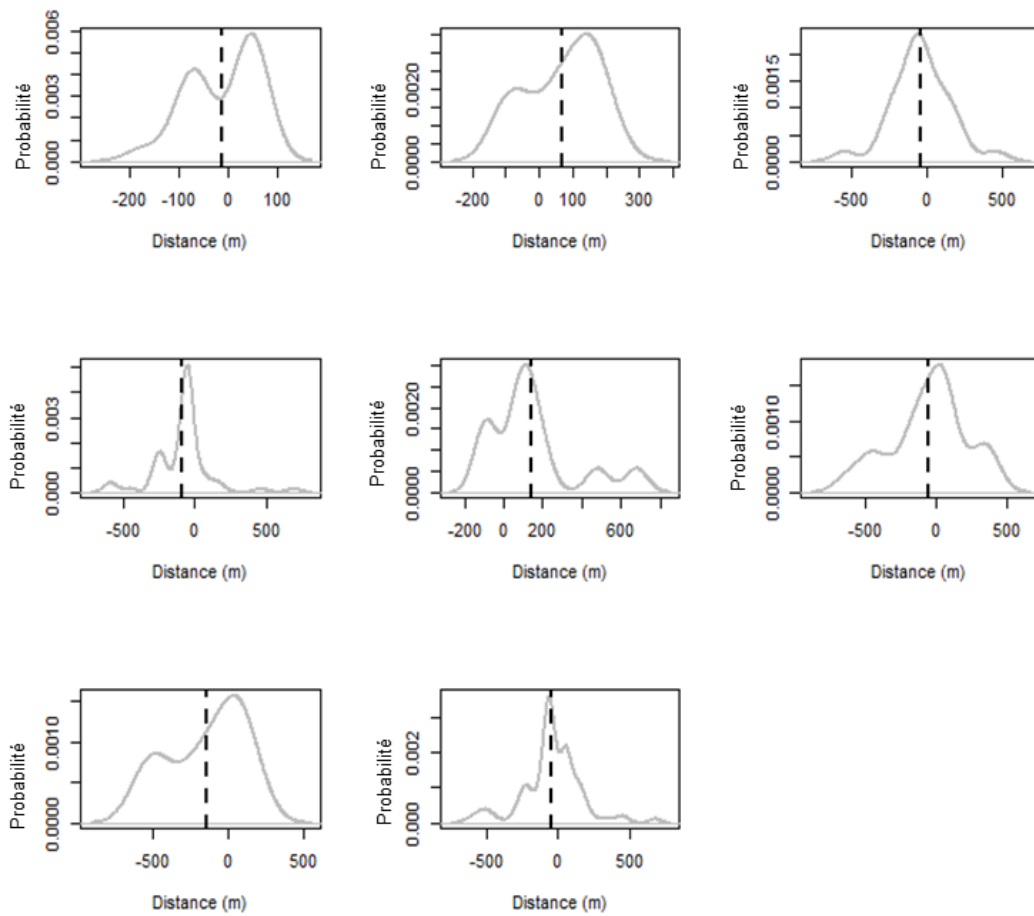 Probabilité
0.000 0.003 0.006
-200 -100 0 100
Distance (m)
Probabilité
0.0000 0.0020
-200 0 100 300
Distance (m)
Probabilité
0.0000 0.0015
-500 0 500
Distance (m)
Probabilité
0.000 0.003
-500 0 500
Distance (m)
Probabilité
0.0000 0.0020
-200 0 200 600
Distance (m)
Probabilité
0.0000 0.0010
-500 0 500
Distance (m)
Probabilité
0.0000 0.0010
-500 0 500
Distance (m)
Probabilité
0.000 0.002
-500 0 500
Distance (m)